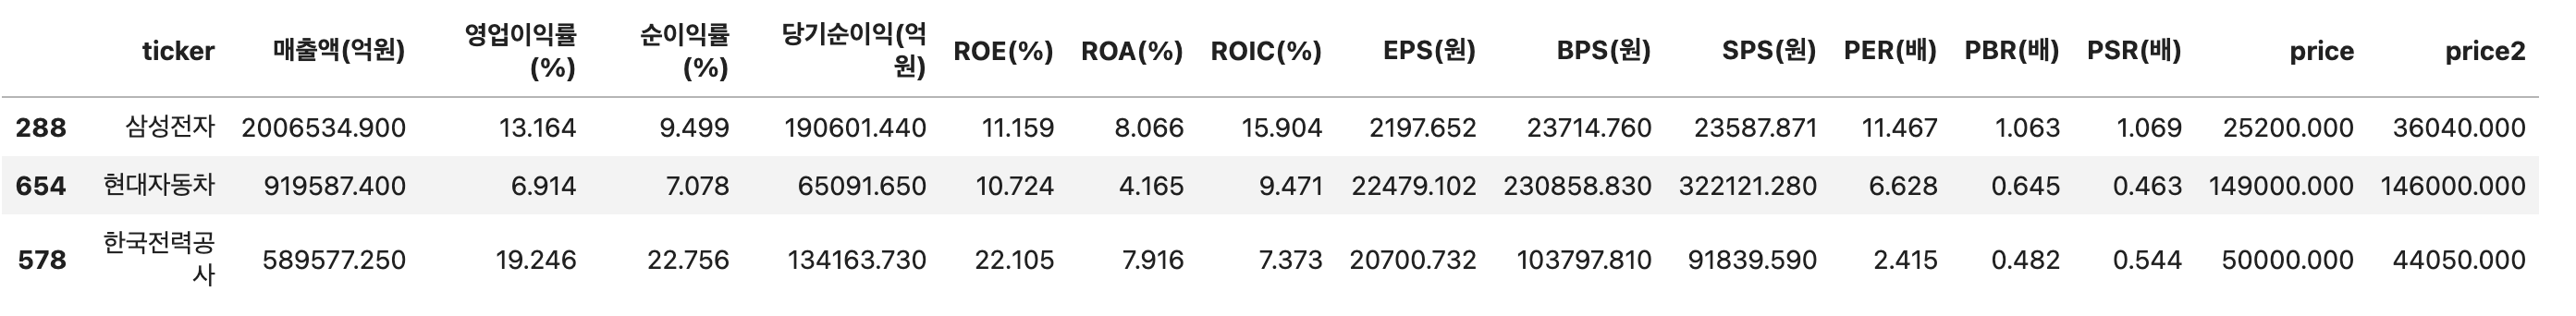 ticker 매출액(억원) 영업이익률(%) 순이익률(%) 당기순이익(억원) ROE(%) ROA(%) ROIC(%) EPS(원) BPS(원) SPS(원) PER(배) PBR(배) PSR(배) price price2
288 삼성전자 2006534.900 13.164 9.499 190601.440 11.159 8.066 15.904 2197.652 23714.760 23587.871 11.467 1.063 1.069 25200.000 36040.000
654 현대자동차 919587.400 6.914 7.078 65091.650 10.724 4.165 9.471 22479.102 230858.830 322121.280 6.628 0.645 0.463 149000.000 146000.000
578 한국전력공사 589577.250 19.246 22.756 134163.730 22.105 7.916 7.373 20700.732 103797.810 91839.590 2.415 0.482 0.544 50000.000 44050.000